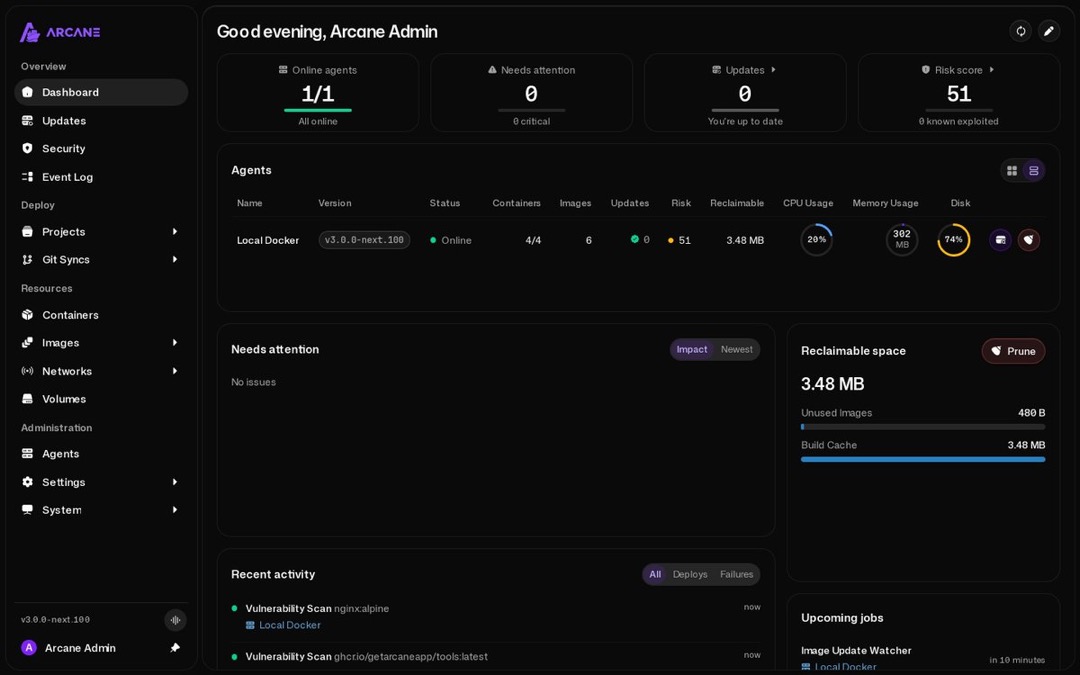 ARCANE
Overview
Dashboard
Updates
Security
Event Log
Deploy
Projects
Git Syncs
Resources
Containers
Images
Networks
Volumes
Administration
Agents
Settings
System
v3.0.0-next.100
A Arcane Admin
Good evening, Arcane Admin
Online agents
1/1
All online
Needs attention
0
0 critical
Updates
0
You're up to date
Risk score
51
0 known exploited
Agents
Name Version Status Containers Images Updates Risk Reclaimable CPU Usage Memory Usage Disk
Local Docker v3.0.0-next.100 Online 4/4 6 0 51 3.48 MB 20% 302 MB 74%
Needs attention
Impact Newest
No issues
Reclaimable space
Prune
3.48 MB
Unused Images 480 B
Build Cache 3.48 MB
Recent activity
All Deploys Failures
Vulnerability Scan nginx:alpine now
Local Docker
Vulnerability Scan ghcr.io/getarcaneapp/tools:latest now
Upcoming jobs
Image Update Watcher
in 10 minutes
Local Docker